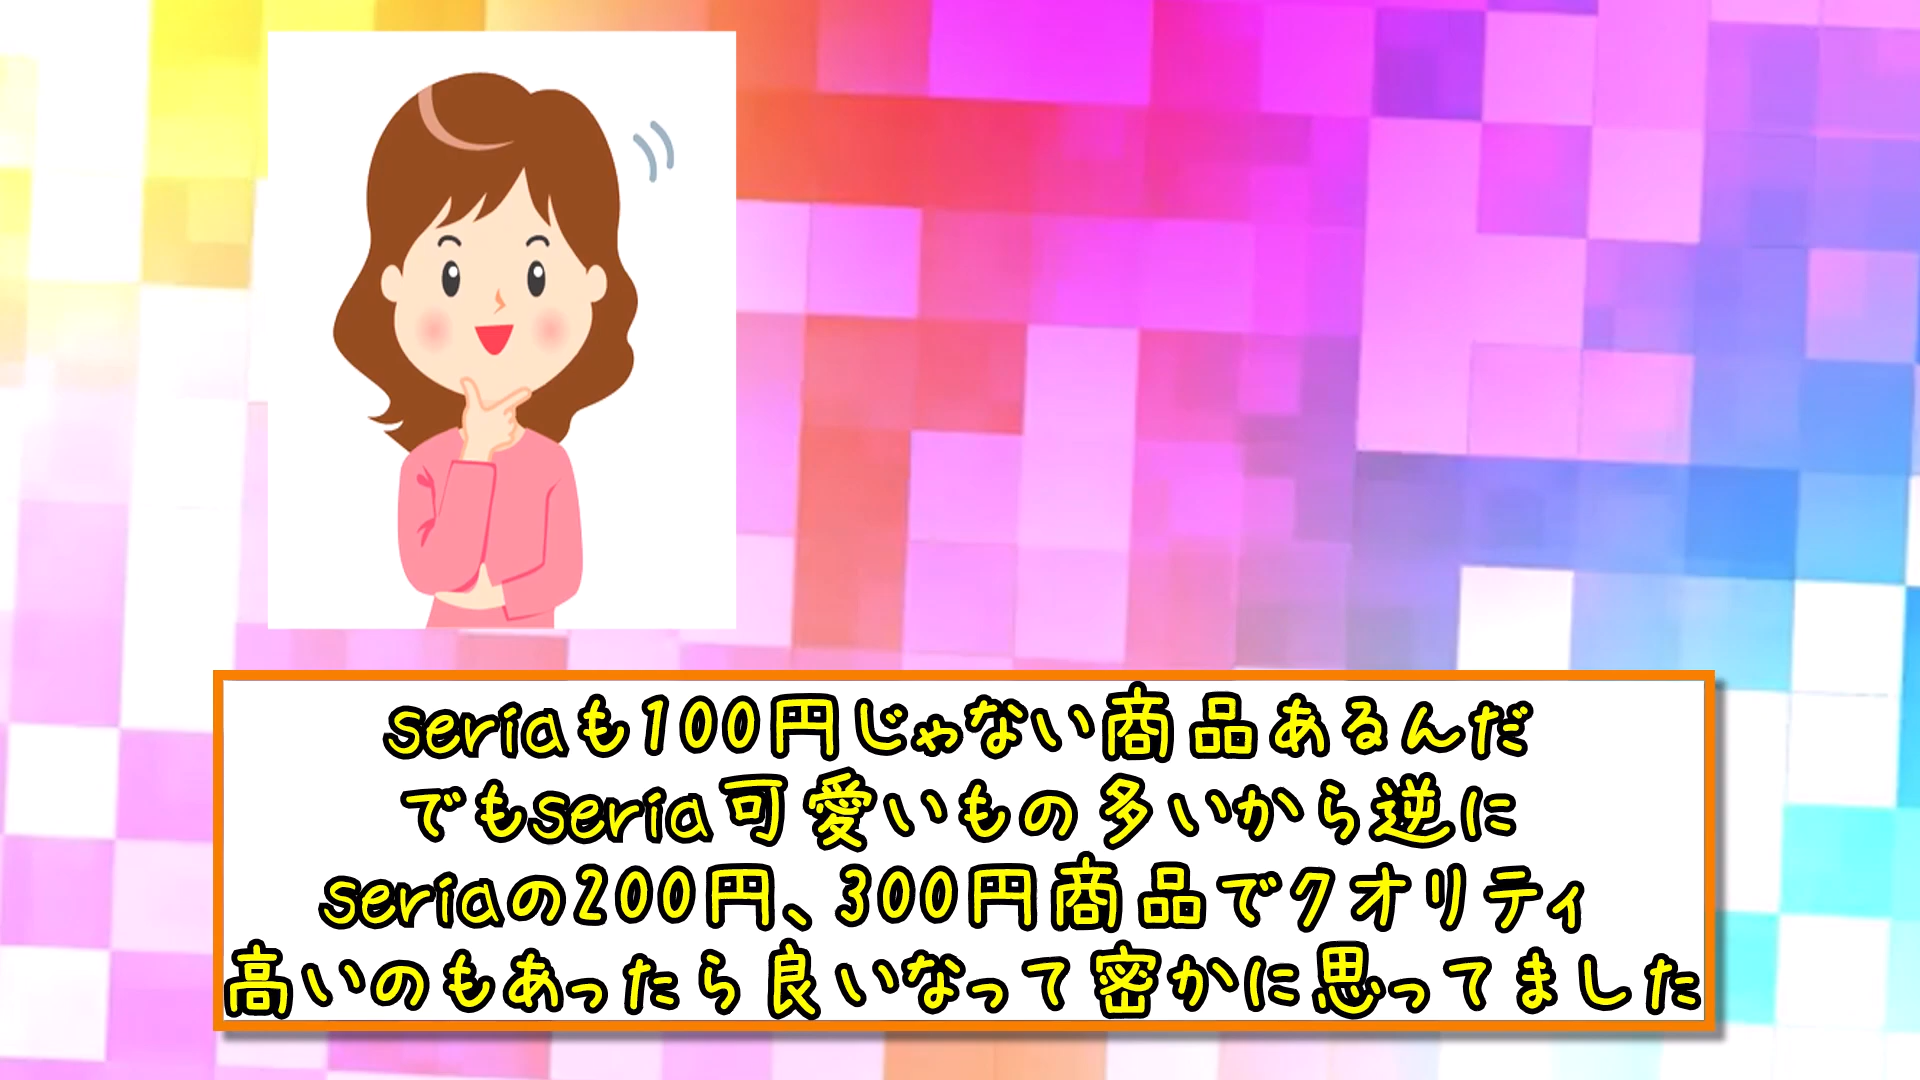 seriaも100円じゃない商品あるんだ
でもseria可愛いもの多いから逆に
seriaの200円、300円商品でクオリティ
高いのもあったら良いなって密かに思ってました